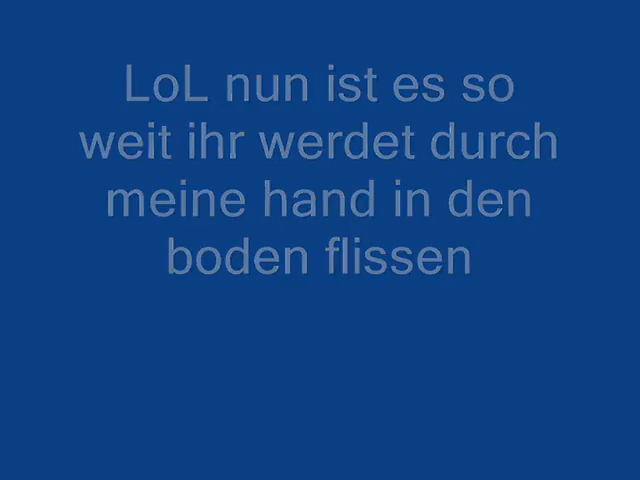 LoL nun ist es so
weit ihr werdet durch
meine hand in den
boden flissen